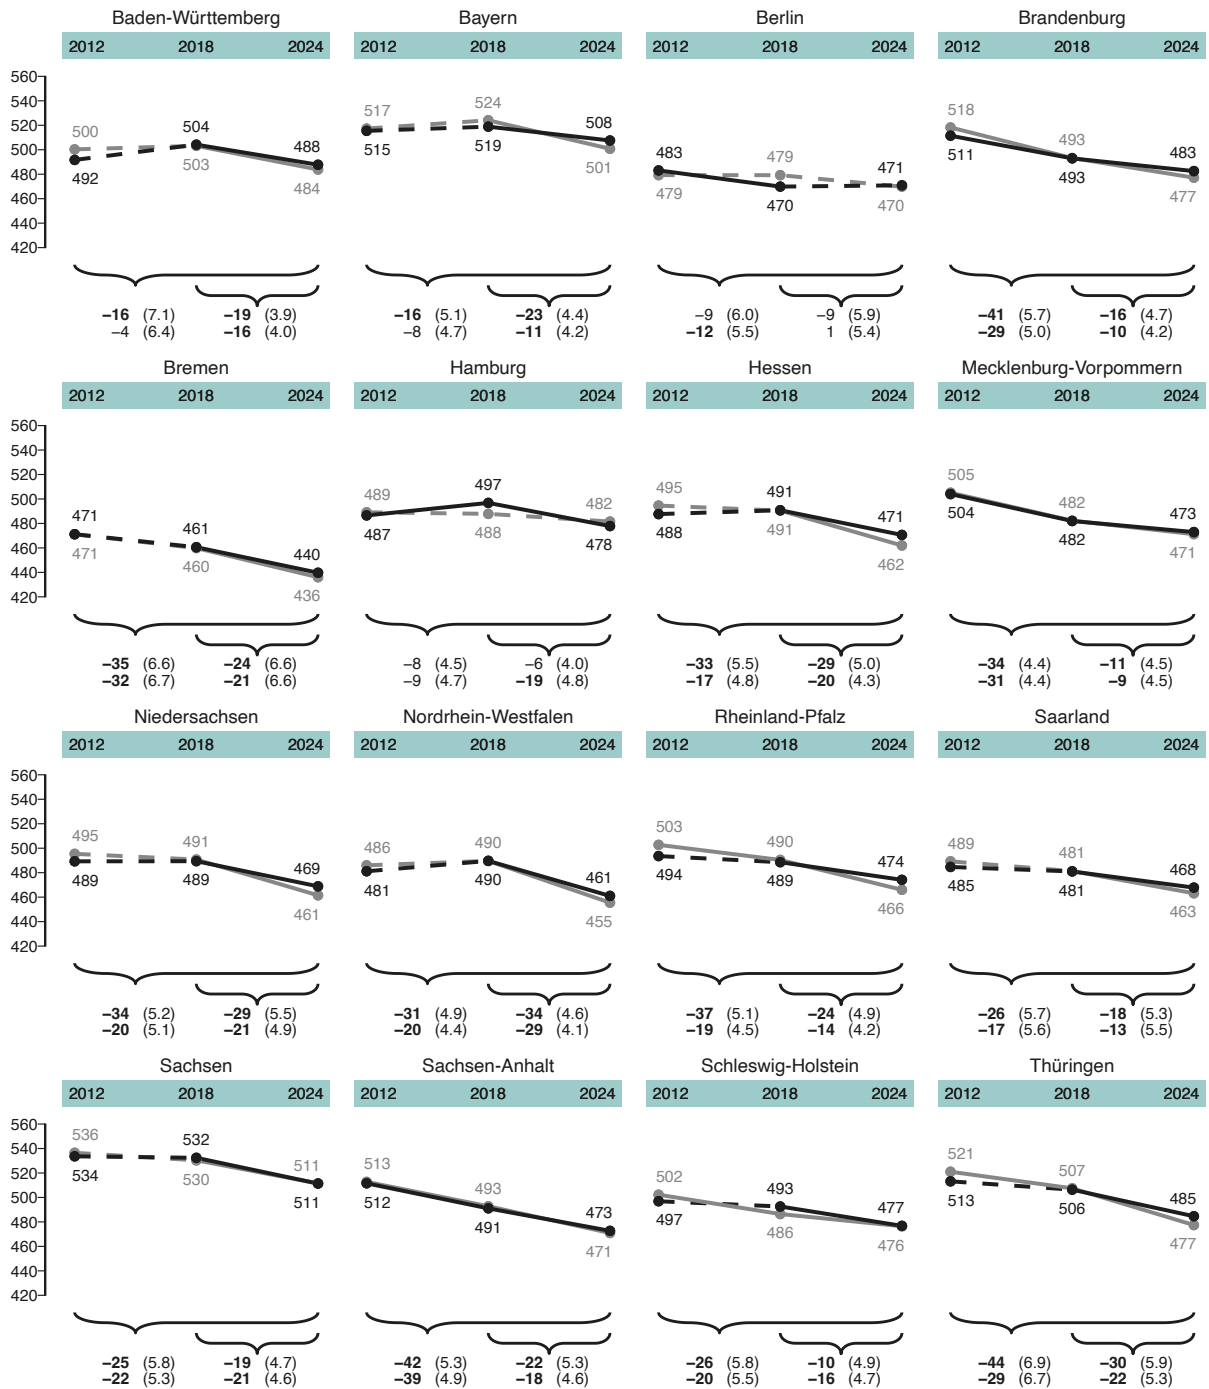 Baden-Württemberg Bayern Berlin Brandenburg
2012 2018 2024 2012 2018 2024 2012 2018 2024 2012 2018 2024
560
540
520
500
480
460
440
420
500 504 488
492 503 484
517 524 508
515 519 501
483 479 471
479 470 470
518 493 483
511 493 477
–16 (7.1) –19 (3.9) –16 (5.1) –23 (4.4) –9 (6.0) –9 (5.9) –41 (5.7) –16 (4.7)
–4 (6.4) –16 (4.0) –8 (4.7) –11 (4.2) –12 (5.5) 1 (5.4) –29 (5.0) –10 (4.2)
Bremen Hamburg Hessen Mecklenburg-Vorpommern
2012 2018 2024 2012 2018 2024 2012 2018 2024 2012 2018 2024
560
540
520
500
480
460
440
420
471 461 440
471 460 436
489 497 482
487 488 478
495 491 471
488 491 462
505 482 473
504 482 471
–35 (6.6) –24 (6.6) –8 (4.5) –6 (4.0) –33 (5.5) –29 (5.0) –34 (4.4) –11 (4.5)
–32 (6.7) –21 (6.6) –9 (4.7) –19 (4.8) –17 (4.8) –20 (4.3) –31 (4.4) –9 (4.5)
Niedersachsen Nordrhein-Westfalen Rheinland-Pfalz Saarland
2012 2018 2024 2012 2018 2024 2012 2018 2024 2012 2018 2024
560
540
520
500
480
460
440
420
495 491 469
489 489 461
486 490 461
481 490 455
503 490 474
494 489 466
489 481 468
485 481 463
–34 (5.2) –29 (5.5) –31 (4.9) –34 (4.6) –37 (5.1) –24 (4.9) –26 (5.7) –18 (5.3)
–20 (5.1) –21 (4.9) –20 (4.4) –29 (4.1) –19 (4.5) –14 (4.2) –17 (5.6) –13 (5.5)
Sachsen Sachsen-Anhalt Schleswig-Holstein Thüringen
2012 2018 2024 2012 2018 2024 2012 2018 2024 2012 2018 2024
560
540
520
500
480
460
440
420
536 532 511
534 530 511
513 493 473
512 491 471
502 493 477
497 486 476
521 507 485
513 506 477
–25 (5.8) –19 (4.7) –42 (5.3) –22 (5.3) –26 (5.8) –10 (4.9) –44 (6.9) –30 (5.9)
–22 (5.3) –21 (4.6) –39 (4.9) –18 (4.6) –20 (5.5) –16 (4.7) –29 (6.7) –22 (5.3)